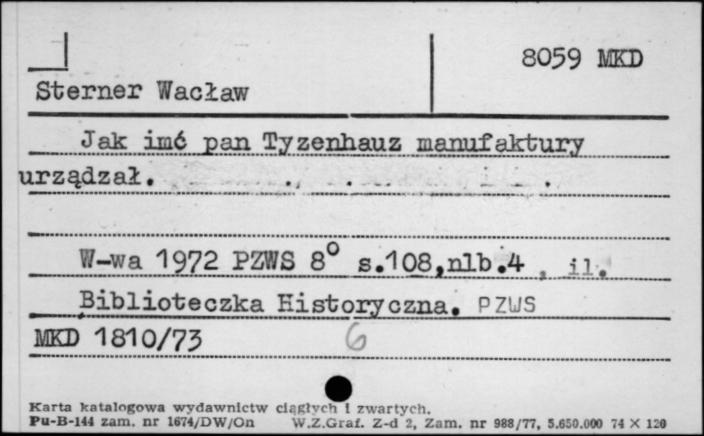 8059 MKD
Sterner Wacław
Jak imć pan Tyzenhauz manufaktury
urządzał.
W-wa 1972 PZWS 8° s.108,nlb.4 , il.
Biblioteczka Historyczna. PZWS
MKD 1810/73 6
Karta katalogowa wydawnictw ciągłych i zwartych.
Pu-B-144 zam. nr 1674/DW/On W.Z.Graf. Z-d 2, Zam. nr 988/77, 5.650.000 74 X 120